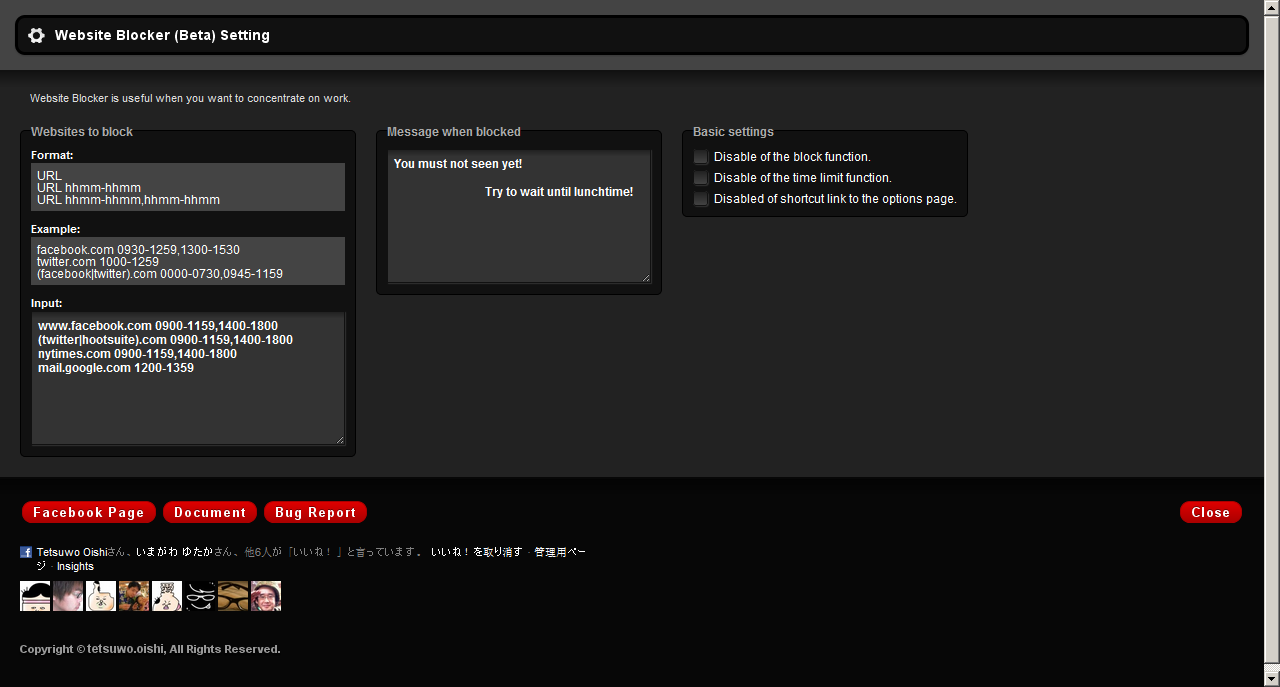 Website Blocker (Beta) Setting
Website Blocker is useful when you want to concentrate on work.
Websites to block
Format:
URL
URL hhmm-hhmm
URL hhmm-hhmm,hhmm-hhmm
Example:
facebook.com 0930-1259,1300-1530
twitter.com 1000-1259
(facebook|twitter).com 0000-0730,0945-1159
Input:
www.facebook.com 0900-1159,1400-1800
(twitter|hootsuite).com 0900-1159,1400-1800
nytimes.com 0900-1159,1400-1800
mail.google.com 1200-1359
Message when blocked
You must not seen yet!
Try to wait until lunchtime!
Basic settings
Disable of the block function.
Disable of the time limit function.
Disabled of shortcut link to the options page.
Facebook Page Document Bug Report Close
Tetsuwo Oishiさん、いまがわ ゆたかさん、他6人が「いいね！」と言っています。 いいね！を取り消す · 管理用ペー
ジ · Insights
Copyright © tetsuwo.oishi, All Rights Reserved.